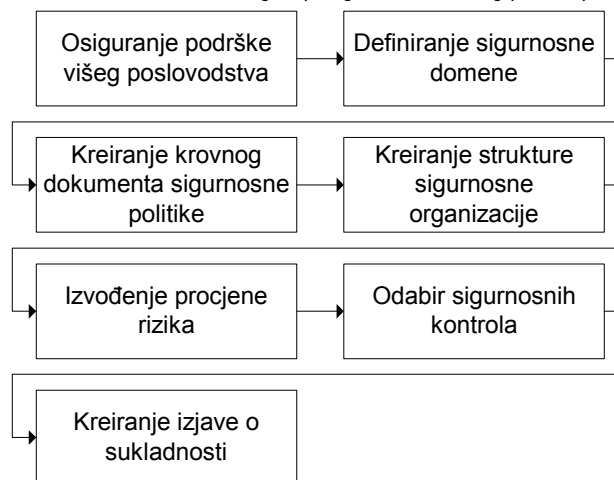 Osiguranje podrške
višeg poslovodstva
Definiranje sigurnosne
domene
Kreiranje krovnog
dokumenta sigurnosne
politike
Kreiranje strukture
sigurnosne
organizacije
Izvođenje procjene
rizika
Odabir sigurnosnih
kontrola
Kreiranje izjave o
sukladnosti